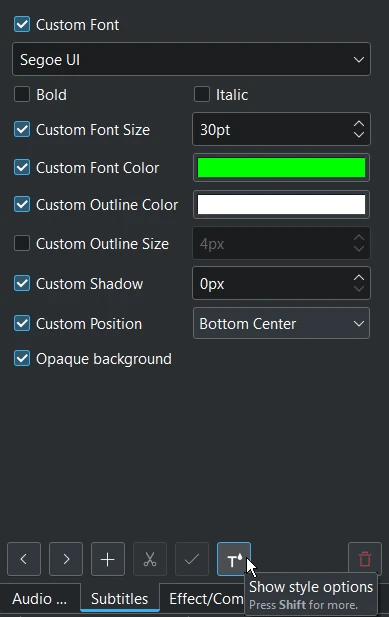 Custom Font
Segoe UI
Bold Italic
Custom Font Size 30pt
Custom Font Color
Custom Outline Color
Custom Outline Size 4px
Custom Shadow 0px
Custom Position Bottom Center
Opaque background
T
Audio ... Subtitles Effect/Com
Show style options
Press Shift for more.